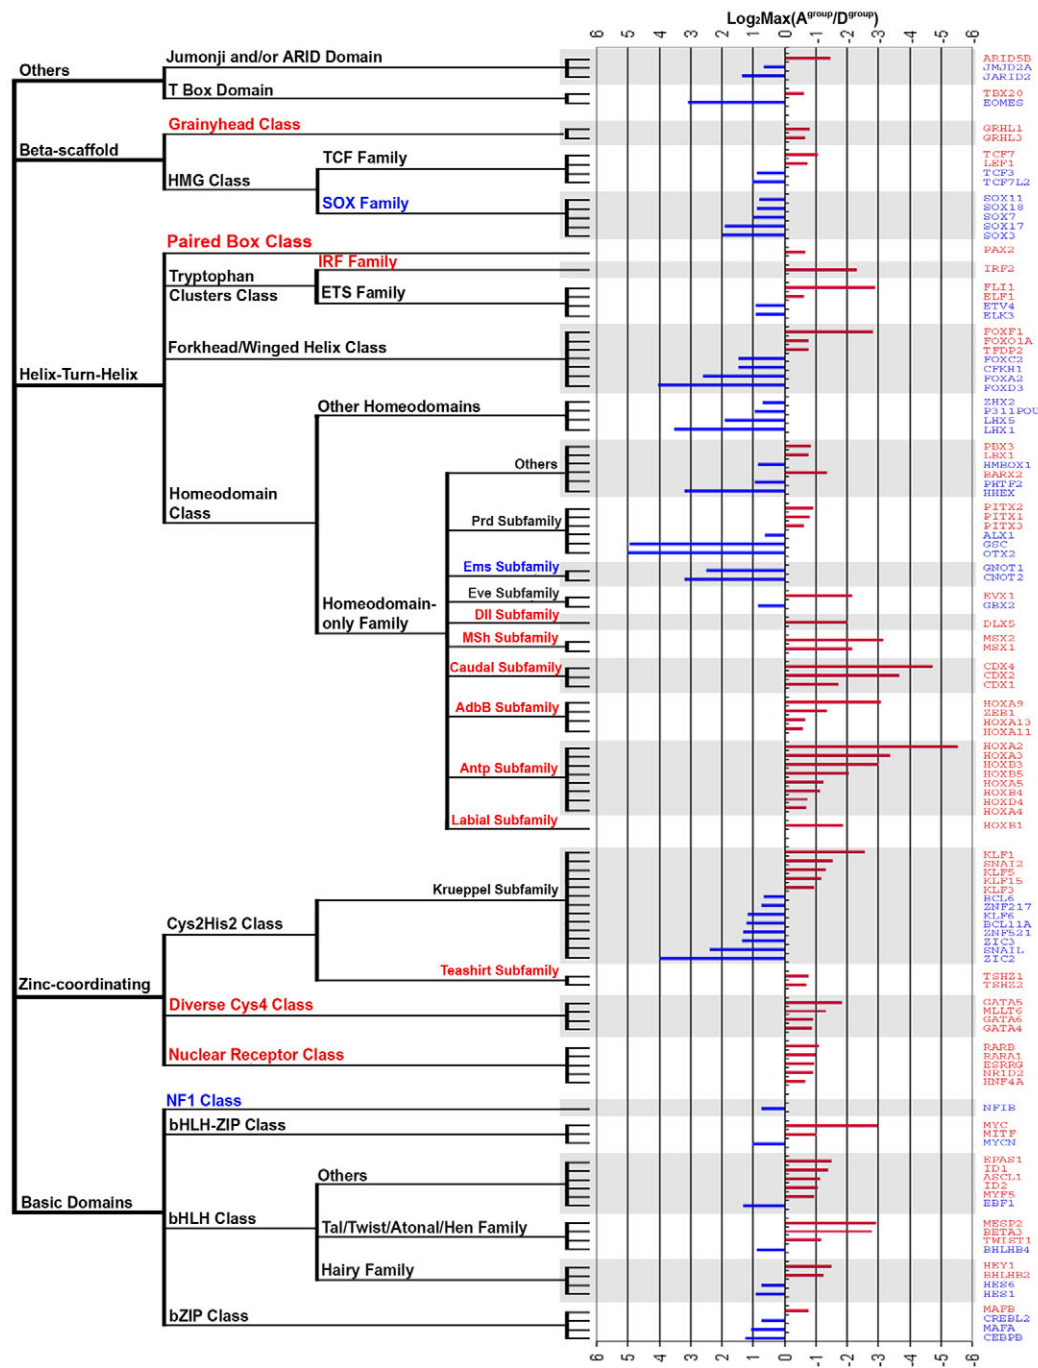 Log₂Max(A^group/D^group)
6 5 4 3 2 1 0 -1 -2 -3 -4 -5 -6
Others
Jumonji and/or ARID Domain
ARID5B
JMJD2A
JARID2
T Box Domain
TBX20
EOMES
Beta-scaffold
Grainyhead Class
GRHL1
GRHL3
HMG Class
TCF Family
TCF7
LEF1
TCF3
TCF7L2
SOX Family
SOX11
SOX18
SOX7
SOX17
SOX3
Helix-Turn-Helix
Paired Box Class
PAX2
Tryptophan
Clusters Class
IRF Family
IRF2
ETS Family
FLI1
ELF1
ETV4
ELK3
Forkhead/Winged Helix Class
FOXF1
FOXO1A
TFDP2
FOXC2
CFKH1
FOXA2
FOXD3
Homeodomain
Class
Other Homeodomains
ZHX2
P311POU
LHX5
LHX1
Homeodomain-
only Family
Others
PBX3
LBX1
HMBOX1
BARX2
PHTF2
HHEX
Prd Subfamily
PITX2
PITX1
PITX3
ALX1
GSC
OTX2
Ems Subfamily
GNOT1
CNOT2
Eve Subfamily
EVX1
GBX2
Dll Subfamily
DLX5
MSh Subfamily
MSX2
MSX1
Caudal Subfamily
CDX4
CDX2
CDX1
AdbB Subfamily
HOXA9
ZEB1
HOXA13
HOXA11
Antp Subfamily
HOXA2
HOXA3
HOXB3
HOXB5
HOXA5
HOXB4
HOXD4
HOXA4
Labial Subfamily
HOXB1
Zinc-coordinating
Cys2His2 Class
Krueppel Subfamily
KLF1
SNAI2
KLF5
KLF15
KLF3
BCL6
ZNF217
KLF6
BCL11A
ZNF521
ZIC3
SNAIL
ZIC2
Teashirt Subfamily
TSHZ1
TSHZ2
Diverse Cys4 Class
GATA5
MLLT6
GATA6
GATA4
Nuclear Receptor Class
RARB
RARA1
ESRRG
NR1D2
HNF4A
Basic Domains
NF1 Class
NFIB
bHLH-ZIP Class
MYC
MITF
MYCN
bHLH Class
Others
EPAS1
ID1
ASCL1
ID2
MYF5
EBF1
Tal/Twist/Atonal/Hen Family
MESP2
BETA3
TWIST1
BHLHB4
Hairy Family
HEY1
BHLHB2
HES6
HES1
bZIP Class
MAFB
CREBL2
MAFA
CEBPB
6 5 4 3 2 1 0 -1 -2 -3 -4 -5 -6